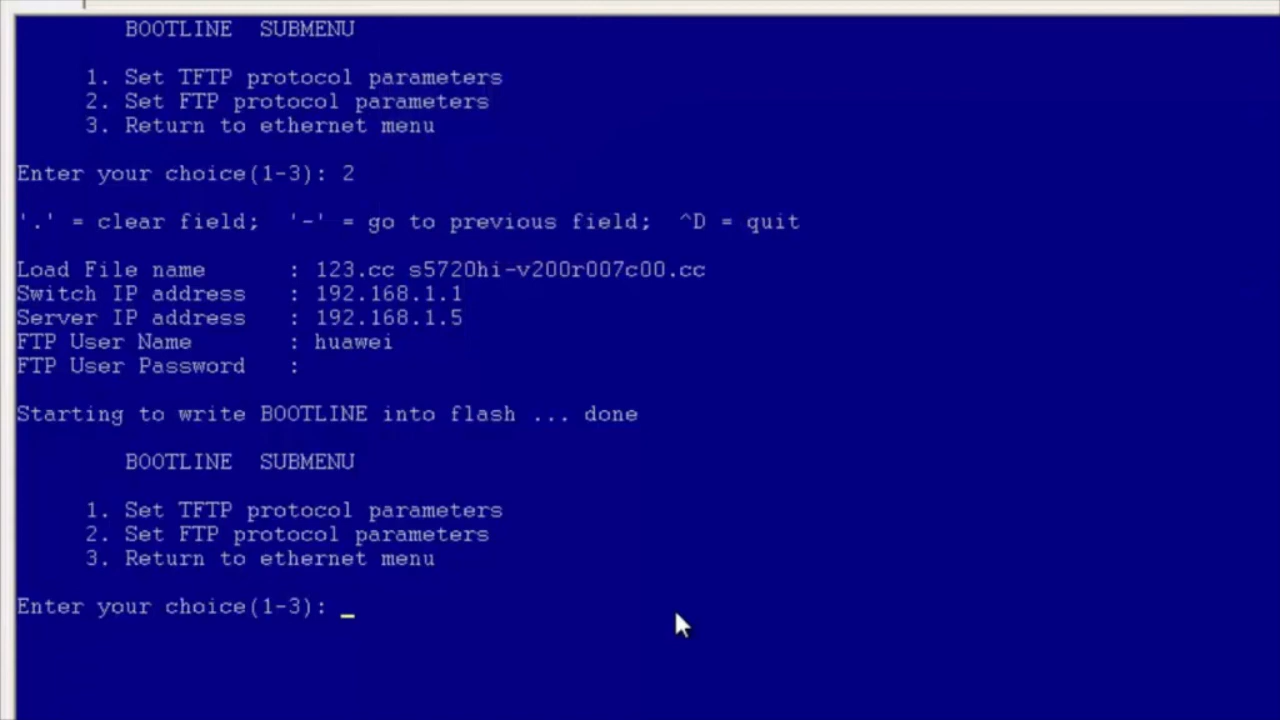 BOOTLINE  SUBMENU
1. Set TFTP protocol parameters
2. Set FTP protocol parameters
3. Return to ethernet menu
Enter your choice(1-3): 2
'.' = clear field;  '-' = go to previous field;  ^D = quit
Load File name      : 123.cc s5720hi-v200r007c00.cc
Switch IP address   : 192.168.1.1
Server IP address   : 192.168.1.5
FTP User Name       : huawei
FTP User Password   :
Starting to write BOOTLINE into flash ... done
BOOTLINE  SUBMENU
1. Set TFTP protocol parameters
2. Set FTP protocol parameters
3. Return to ethernet menu
Enter your choice(1-3): _